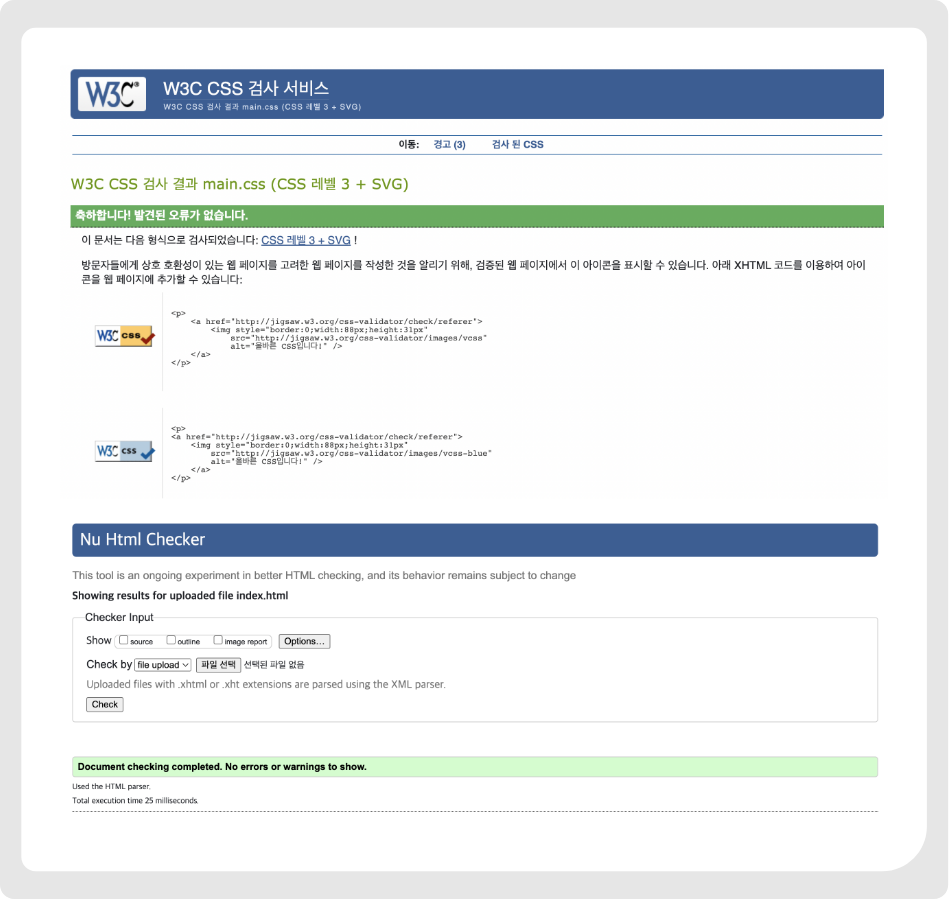 W3C®
W3C CSS 검사 서비스
W3C CSS 검사 결과 main.css (CSS 레벨 3 + SVG)
이동: 경고 (3) 검사 된 CSS
W3C CSS 검사 결과 main.css (CSS 레벨 3 + SVG)
축하합니다! 발견된 오류가 없습니다.
이 문서는 다음 형식으로 검사되었습니다: CSS 레벨 3 + SVG !
방문자들에게 상호 호환성이 있는 웹 페이지를 고려한 웹 페이지를 작성한 것을 알리기 위해, 검증된 웹 페이지에서 이 아이콘을 표시할 수 있습니다. 아래 XHTML 코드를 이용하여 아이
콘을 웹 페이지에 추가할 수 있습니다:
W3C css
<p>
<a href="http://jigsaw.w3.org/css-validator/check/referer">
<img style="border:0;width:88px;height:31px"
src="http://jigsaw.w3.org/css-validator/images/vcss"
alt="올바른 CSS입니다!" />
</a>
</p>
W3C css
<p>
<a href="http://jigsaw.w3.org/css-validator/check/referer">
<img style="border:0;width:88px;height:31px"
src="http://jigsaw.w3.org/css-validator/images/vcss-blue"
alt="올바른 CSS입니다!" />
</a>
</p>
Nu Html Checker
This tool is an ongoing experiment in better HTML checking, and its behavior remains subject to change
Showing results for uploaded file index.html
Checker Input
Show source outline image report Options...
Check by file upload 파일 선택 선택된 파일 없음
Uploaded files with .xhtml or .xht extensions are parsed using the XML parser.
Check
Document checking completed. No errors or warnings to show.
Used the HTML parser.
Total execution time 25 milliseconds.